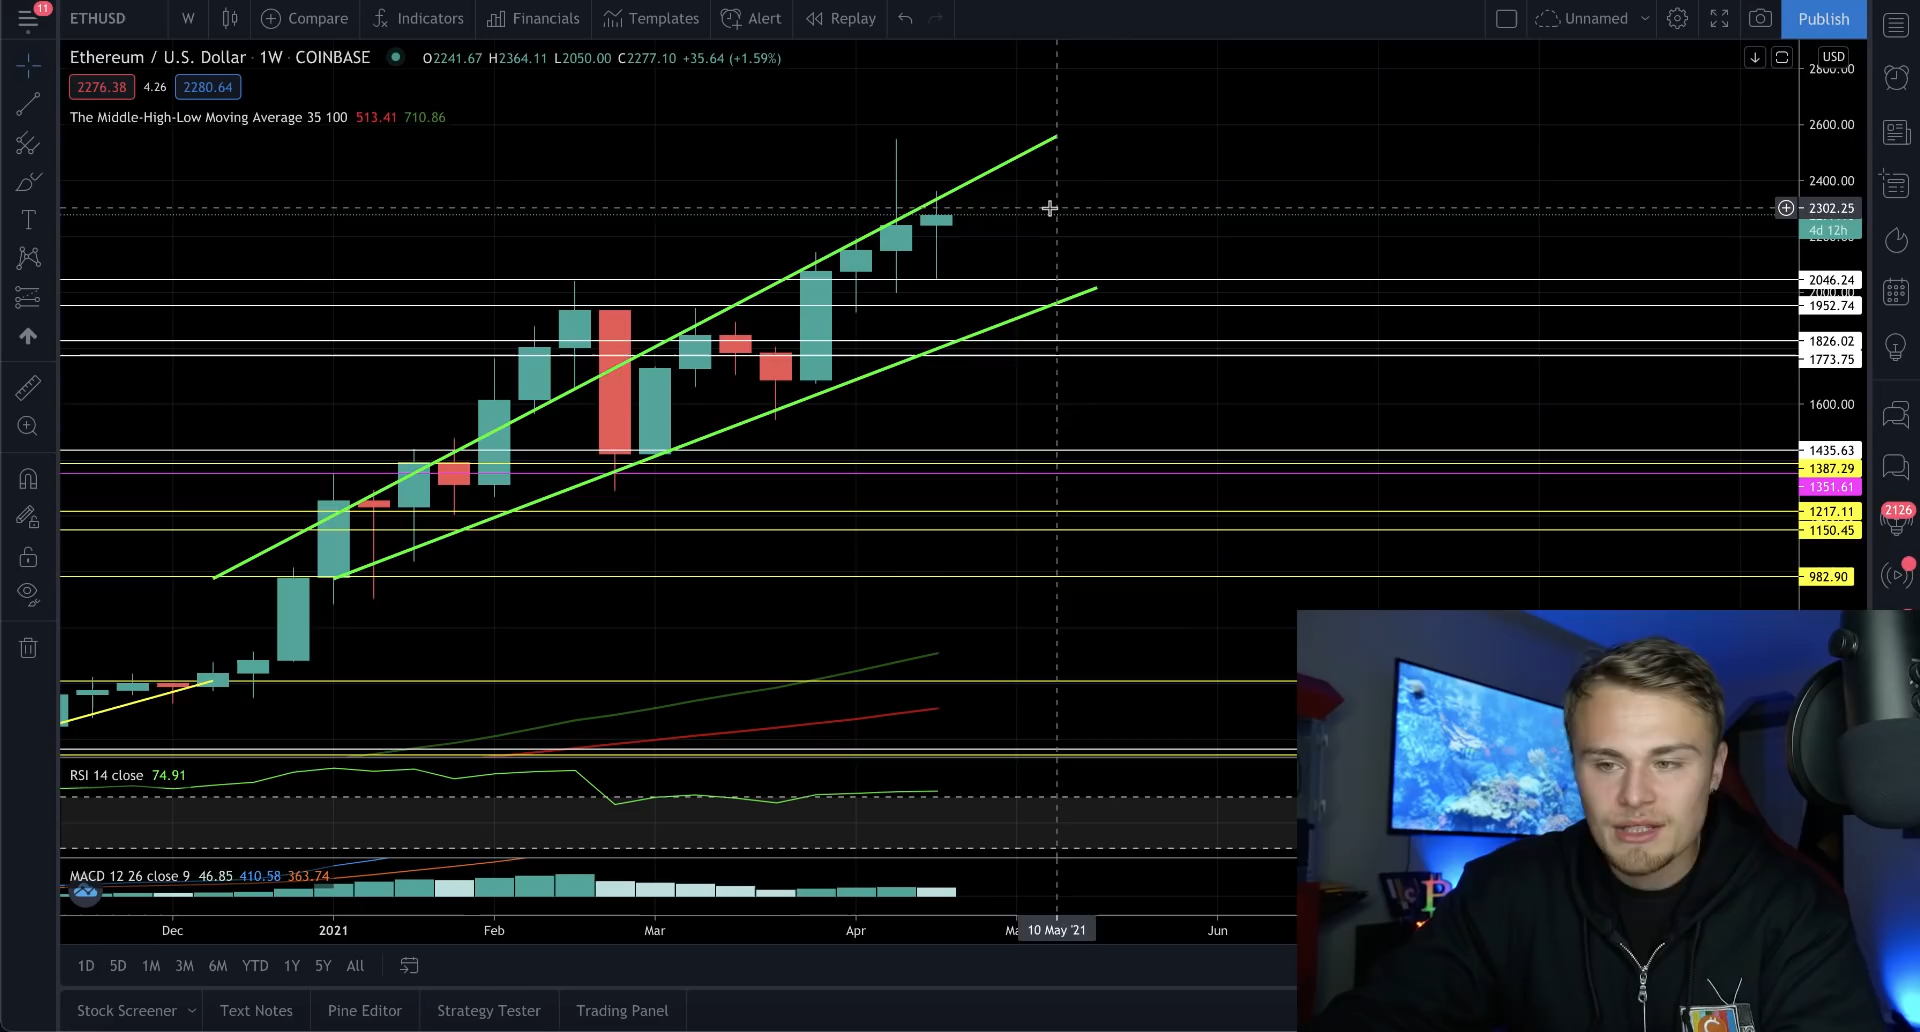 11
ETHUSD W Compare Indicators Financials Templates Alert Replay Unnamed Publish
Ethereum / U.S. Dollar · 1W · COINBASE O2241.67 H2364.11 L2050.00 C2277.10 +35.64 (+1.59%)
2276.38 4.26 2280.64
The Middle-High-Low Moving Average 35 100 513.41 710.86
USD
2800.00
2600.00
2400.00
2302.25
4d 12h
2046.24
1952.74
1826.02
1773.75
1600.00
1435.63
1387.29
1351.61
1217.11
1150.45
982.90
2126
RSI 14 close 74.91
MACD 12 26 close 9 46.85 410.58 363.74
Dec 2021 Feb Mar Apr 10 May '21 Jun
1D 5D 1M 3M 6M YTD 1Y 5Y All
Stock Screener Text Notes Pine Editor Strategy Tester Trading Panel
P
T